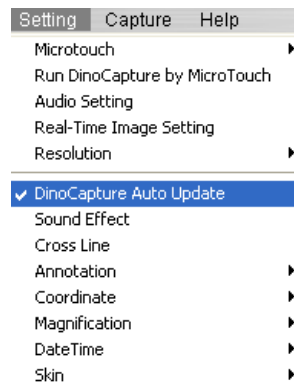 Setting Capture Help
Microtouch
Run DinoCapture by MicroTouch
Audio Setting
Real-Time Image Setting
Resolution
DinoCapture Auto Update
Sound Effect
Cross Line
Annotation
Coordinate
Magnification
DateTime
Skin